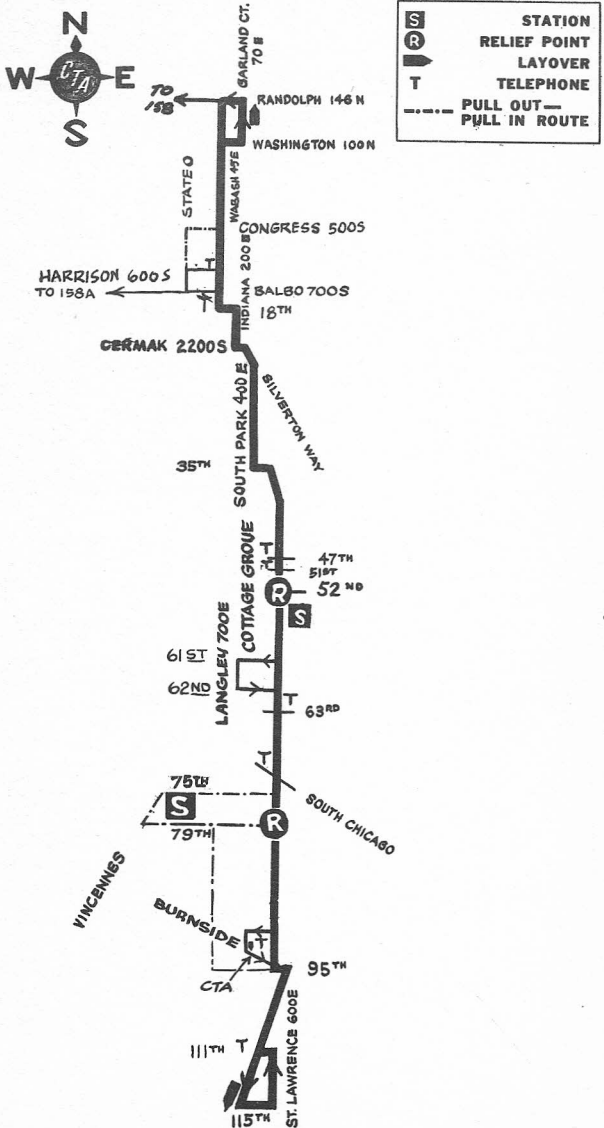 N
W
CTA
E
S
S STATION
R RELIEF POINT
LAYOVER
T TELEPHONE
PULL OUT—
PULL IN ROUTE
GARLAND CT.
70 E
TO
158
RANDOLPH 146 N
WASHINGTON 100N
WABASH 45E
STATE 0
CONGRESS 500S
INDIANA 200 E
T
HARRISON 600 S
TO 158A
BALBO 700S
18TH
CERMAK 2200S
SOUTH PARK 400 E
SILVERTON WAY
35TH
COTTAGE GROVE
T
47TH
51ST
R
52ND
S
LANGLEY 700E
61ST
62ND
T
63RD
T
75TH
S
SOUTH CHICAGO
79TH
R
VINCENNES
BURNSIDE
T
CTA
95TH
ST. LAWRENCE 600E
111TH T
115TH